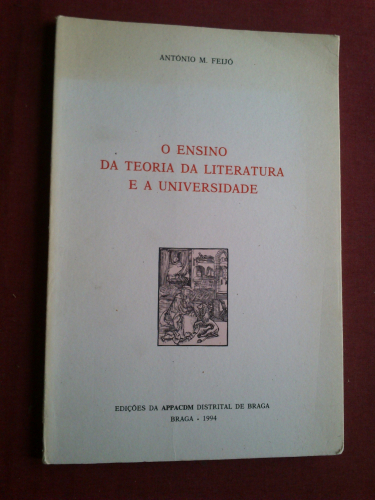 ANTÓNIO M. FEIJÓ
O ENSINO
DA TEORIA DA LITERATURA
E A UNIVERSIDADE
EDIÇÕES DA APPACDM DISTRITAL DE BRAGA
BRAGA - 1994